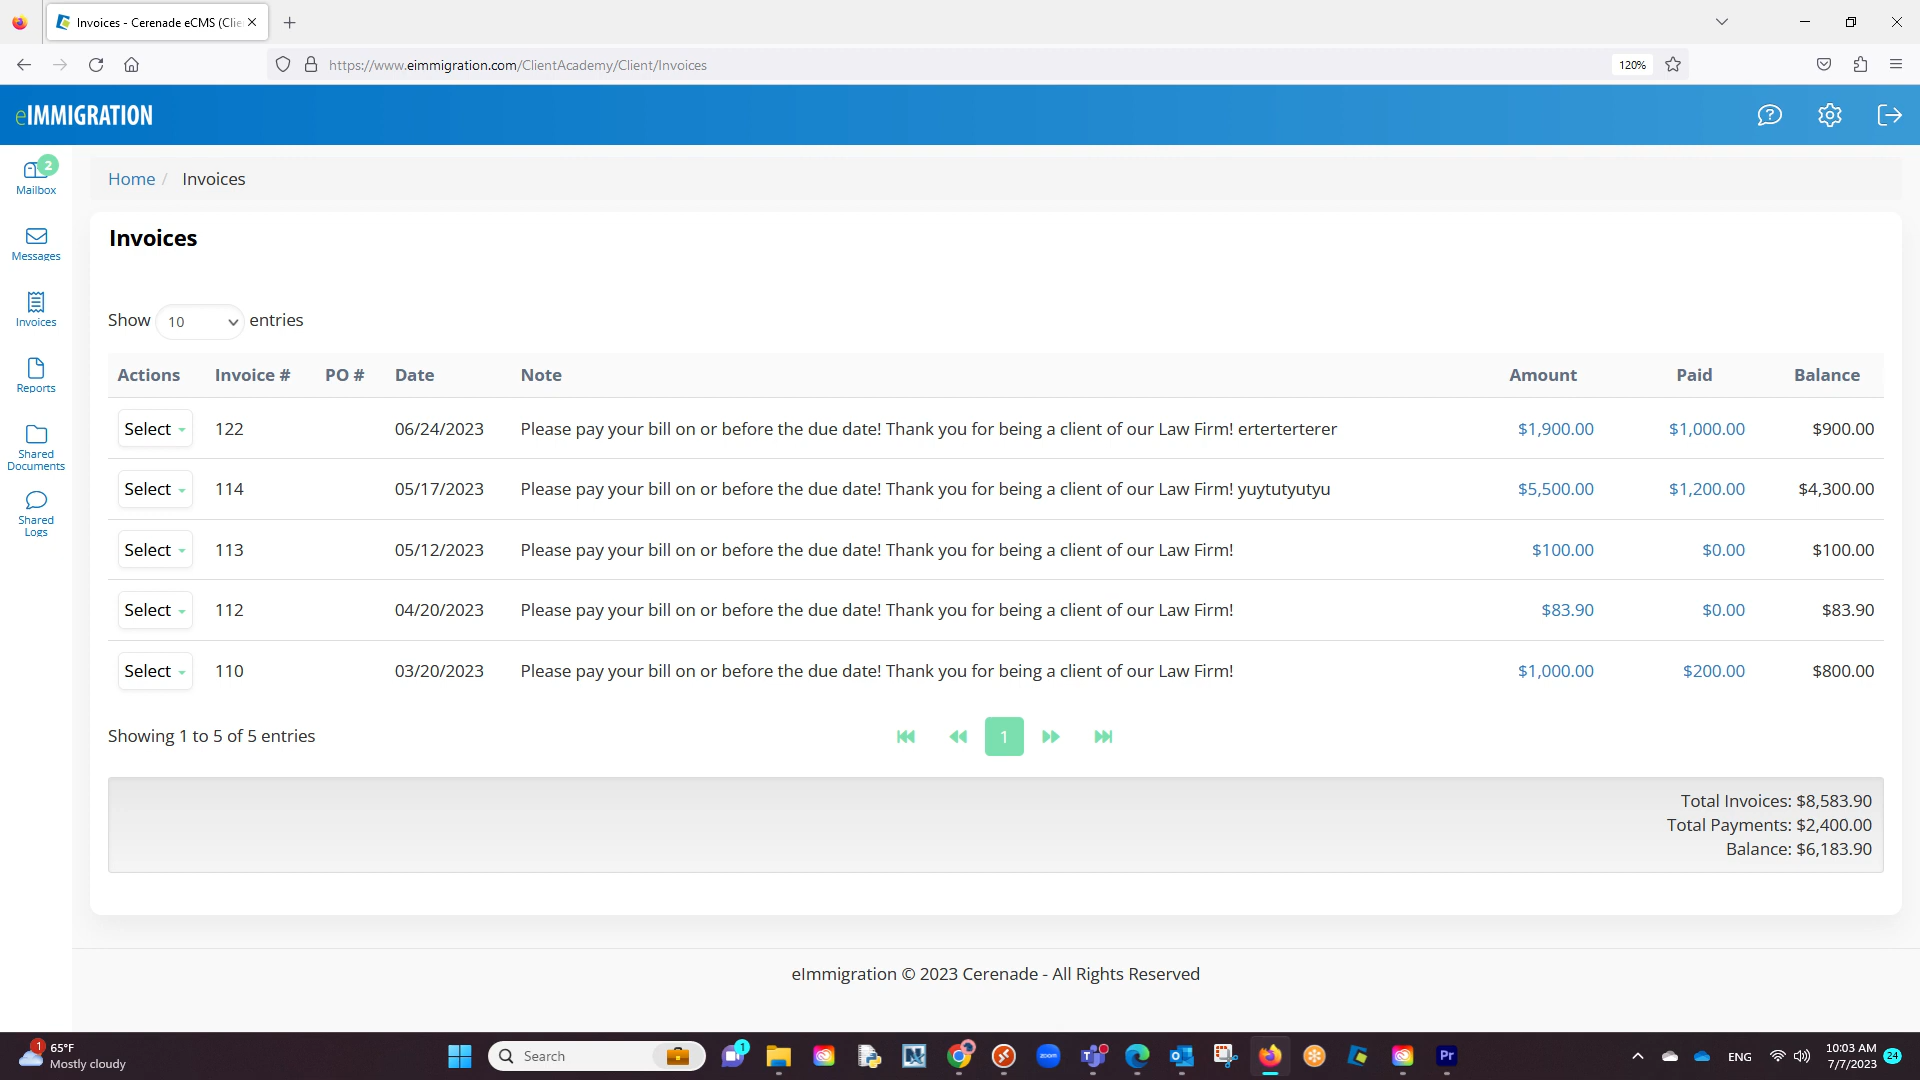 Invoices - Cerenade eCMS (Clie
https://www.eimmigration.com/ClientAcademy/Client/Invoices
120%
eIMMIGRATION
2
Mailbox
Messages
Invoices
Reports
Shared
Documents
Shared
Logs
Home / Invoices
Invoices
Show 10 entries
Actions Invoice # PO # Date Note Amount Paid Balance
Select 122 06/24/2023 Please pay your bill on or before the due date! Thank you for being a client of our Law Firm! erterterterer $1,900.00 $1,000.00 $900.00
Select 114 05/17/2023 Please pay your bill on or before the due date! Thank you for being a client of our Law Firm! yuytutyutyu $5,500.00 $1,200.00 $4,300.00
Select 113 05/12/2023 Please pay your bill on or before the due date! Thank you for being a client of our Law Firm! $100.00 $0.00 $100.00
Select 112 04/20/2023 Please pay your bill on or before the due date! Thank you for being a client of our Law Firm! $83.90 $0.00 $83.90
Select 110 03/20/2023 Please pay your bill on or before the due date! Thank you for being a client of our Law Firm! $1,000.00 $200.00 $800.00
Showing 1 to 5 of 5 entries 1
Total Invoices: $8,583.90
Total Payments: $2,400.00
Balance: $6,183.90
eImmigration © 2023 Cerenade - All Rights Reserved
1
65°F
Mostly cloudy
Search
1
zoom
Pr
ENG
10:03 AM
7/7/2023
24